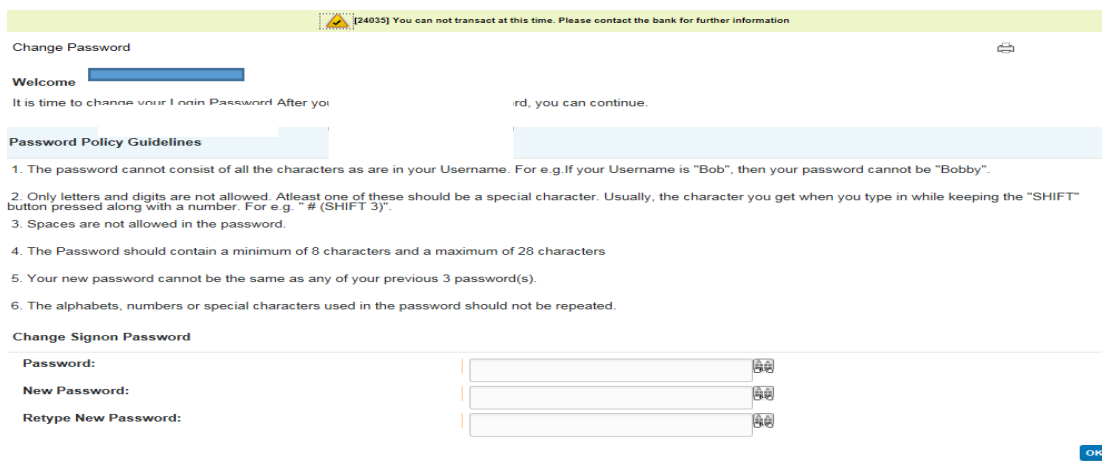 [24035] You can not transact at this time. Please contact the bank for further information
Change Password
Welcome
It is time to change your Login Password After you rd, you can continue.
Password Policy Guidelines
1. The password cannot consist of all the characters as are in your Username. For e.g.If your Username is "Bob", then your password cannot be "Bobby".
2. Only letters and digits are not allowed. Atleast one of these should be a special character. Usually, the character you get when you type in while keeping the "SHIFT"
button pressed along with a number. For e.g. " # (SHIFT 3)".
3. Spaces are not allowed in the password.
4. The Password should contain a minimum of 8 characters and a maximum of 28 characters
5. Your new password cannot be the same as any of your previous 3 password(s).
6. The alphabets, numbers or special characters used in the password should not be repeated.
Change Signon Password
Password:
New Password:
Retype New Password:
OK